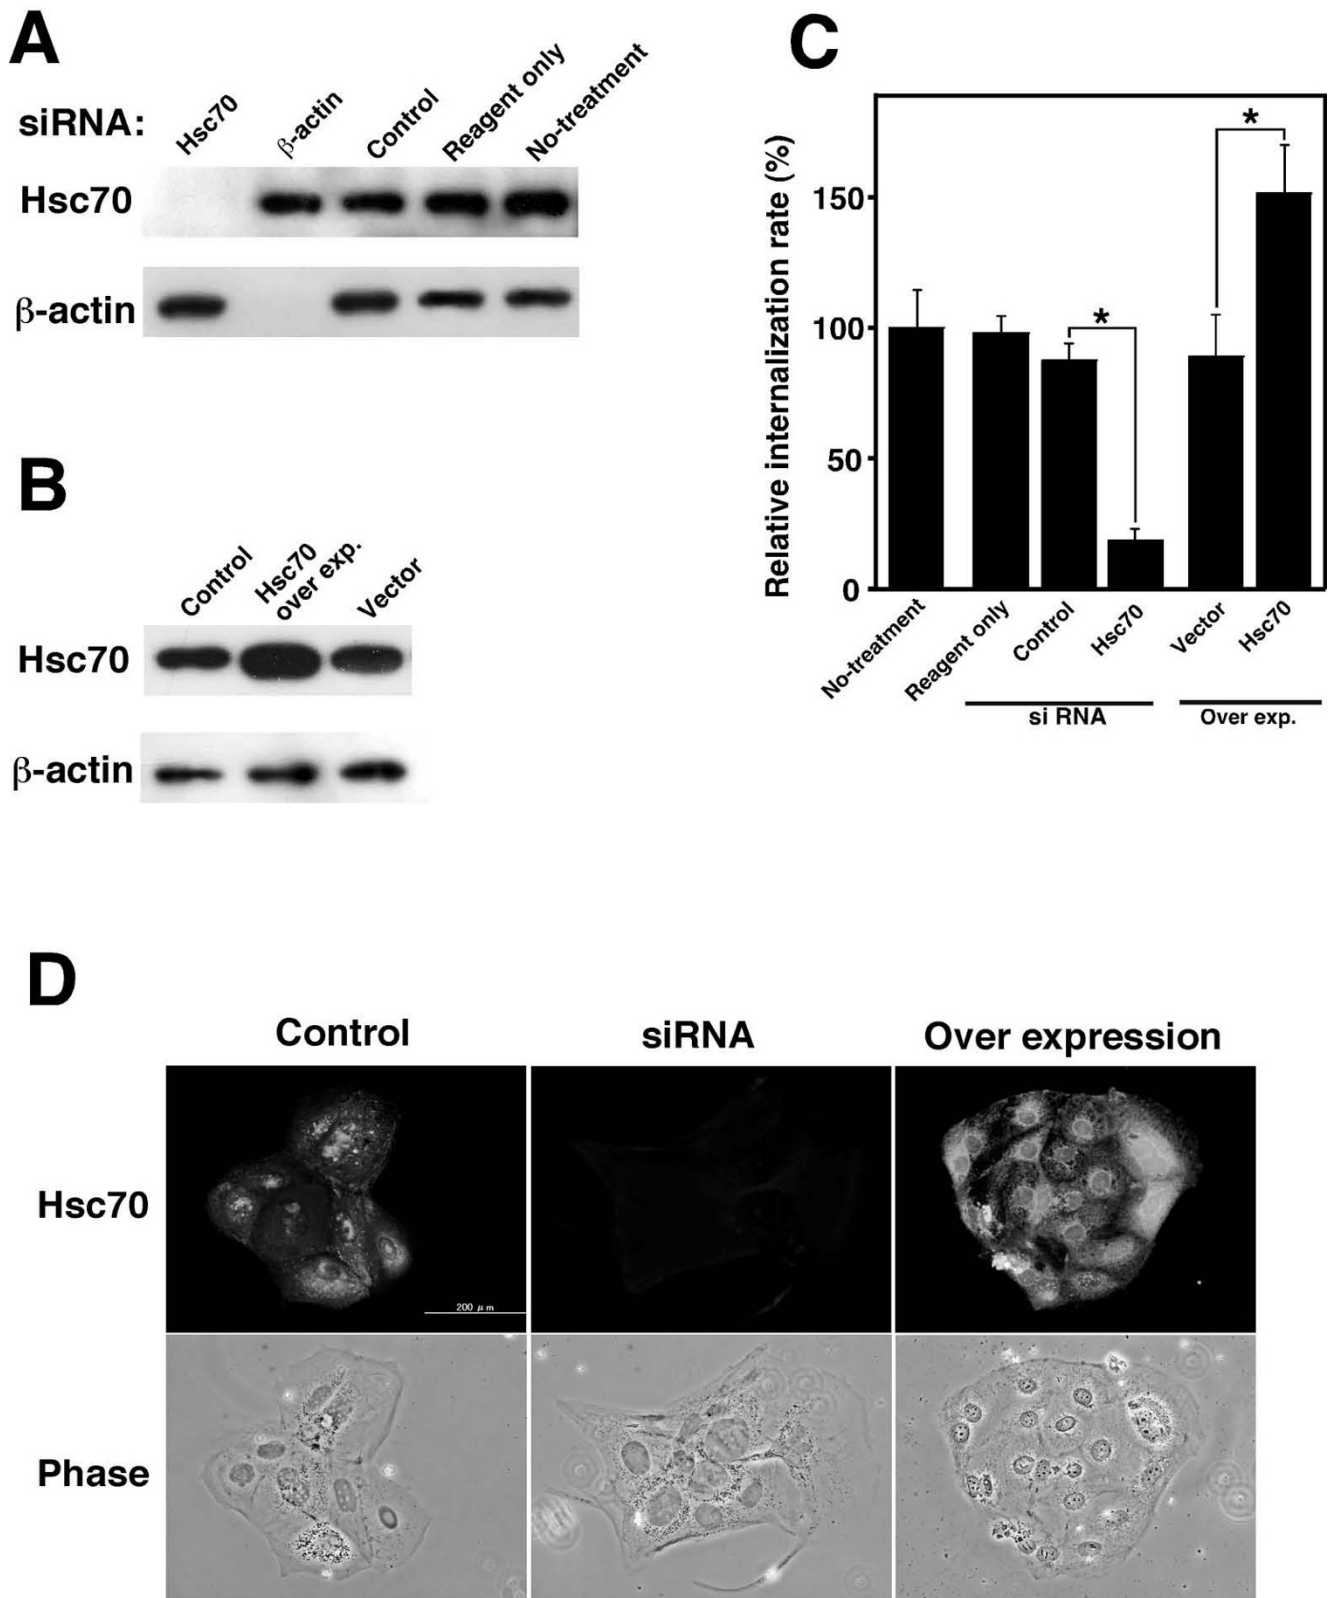 A
siRNA:
Hsc70
β-actin
Control
Reagent only
No-treatment
Hsc70
β-actin
B
Control
Hsc70
over exp.
Vector
Hsc70
β-actin
C
Relative internalization rate (%)
150
100
50
0
*
*
No-treatment
Reagent only
Control
Hsc70
Vector
Hsc70
si RNA
Over exp.
D
Control
siRNA
Over expression
Hsc70
200 μm
Phase